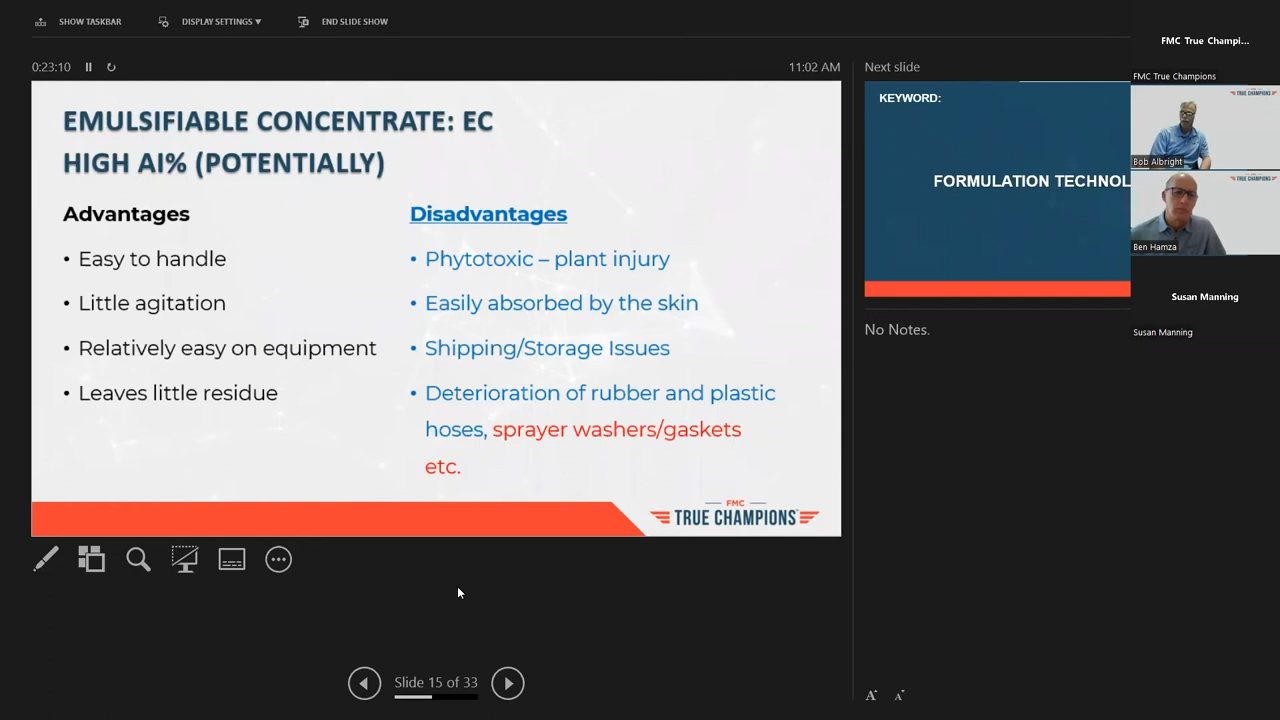 SHOW TASKBAR
DISPLAY SETTINGS ▼
END SLIDE SHOW
0:23:10
11:02 AM
EMULSIFIABLE CONCENTRATE: EC
HIGH AI% (POTENTIALLY)
Advantages
• Easy to handle
• Little agitation
• Relatively easy on equipment
• Leaves little residue
Disadvantages
• Phytotoxic – plant injury
• Easily absorbed by the skin
• Shipping/Storage Issues
• Deterioration of rubber and plastic
hoses, sprayer washers/gaskets
etc.
FMC
TRUE CHAMPIONS
Slide 15 of 33
Next slide
KEYWORD:
FORMULATION TECHNOL
No Notes.
A
A
FMC True Champi...
FMC True Champions
TRUE CHAMPIONS
Bob Albright
TRUE CHAMPIONS
Ben Hamza
Susan Manning
Susan Manning